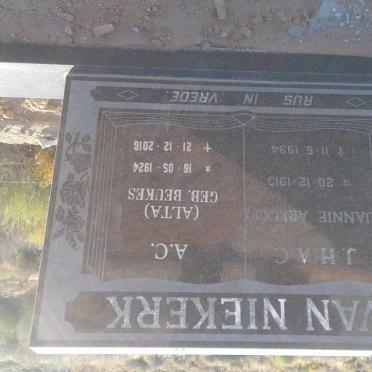 VAN NIEKERK
J.H.A.C.
20·12·1913
11·6·1994
A.C.
(ALTA)
GEB. BEUKES
16·05·1924
21·12·2016
RUS IN VREDE